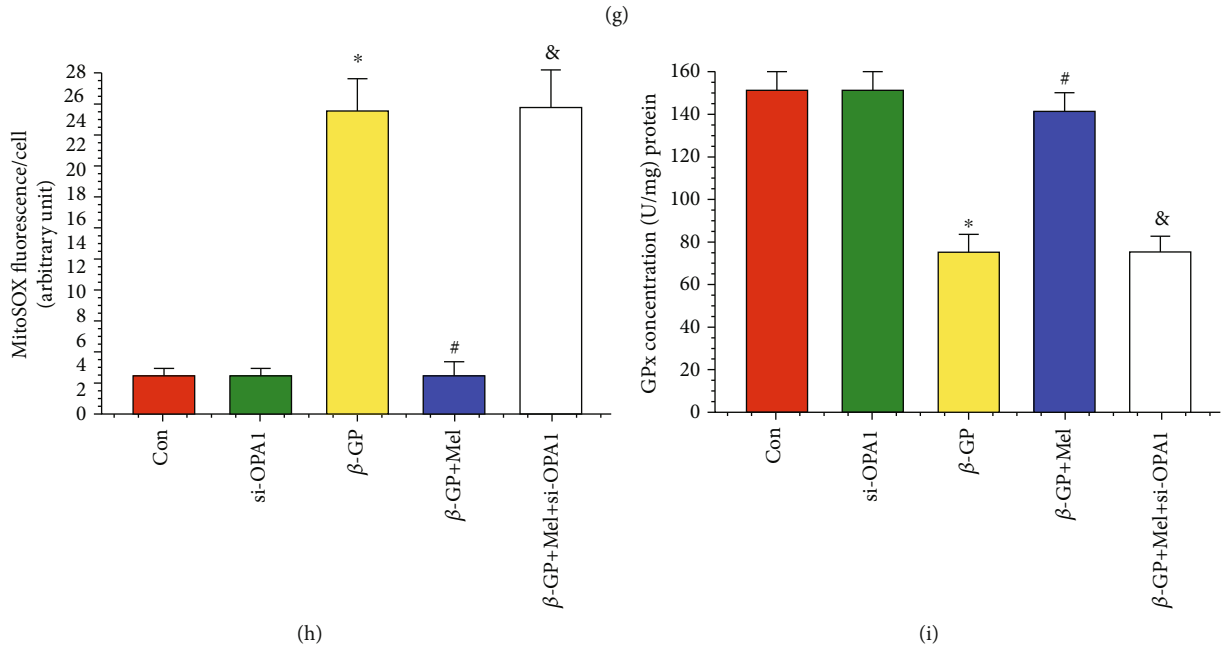 (g)
MitoSOX fluorescence/cell
(arbitrary unit)
28
26
24
22
20
18
16
14
12
10
8
6
4
2
0
*
#
&
Con
si-OPA1
β-GP
β-GP+Mel
β-GP+Mel+si-OPA1
(h)
GPx concentration (U/mg) protein
160
140
120
100
80
60
40
20
0
*
#
&
Con
si-OPA1
β-GP
β-GP+Mel
β-GP+Mel+si-OPA1
(i)